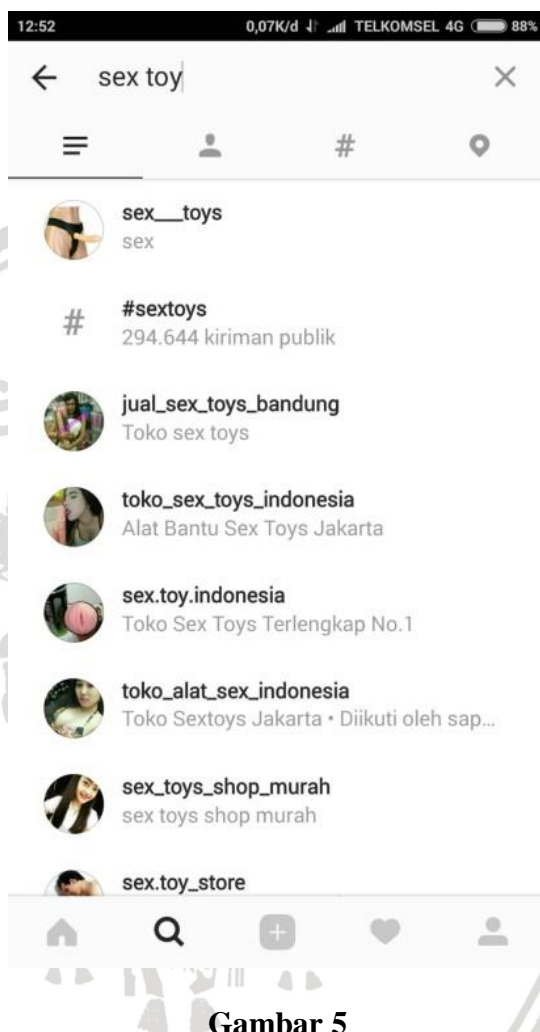 12:52 0,07K/d TELKOMSEL 4G 88%
sex toy
#
sex___toys
sex
# #sextoys
294.644 kiriman publik
jual_sex_toys_bandung
Toko sex toys
toko_sex_toys_indonesia
Alat Bantu Sex Toys Jakarta
sex.toy.indonesia
Toko Sex Toys Terlengkap No.1
toko_alat_sex_indonesia
Toko Sextoys Jakarta • Diikuti oleh sap...
sex_toys_shop_murah
sex toys shop murah
sex.toy_store
Gambar 5